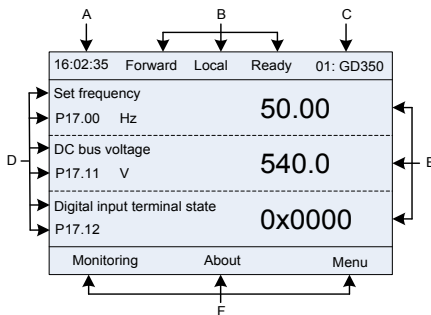 A B C
16:02:35 Forward Local Ready 01: GD350
Set frequency
P17.00 Hz 50.00
DC bus voltage
P17.11 V 540.0
D E
Digital input terminal state
P17.12 0x0000
Monitoring About Menu
F